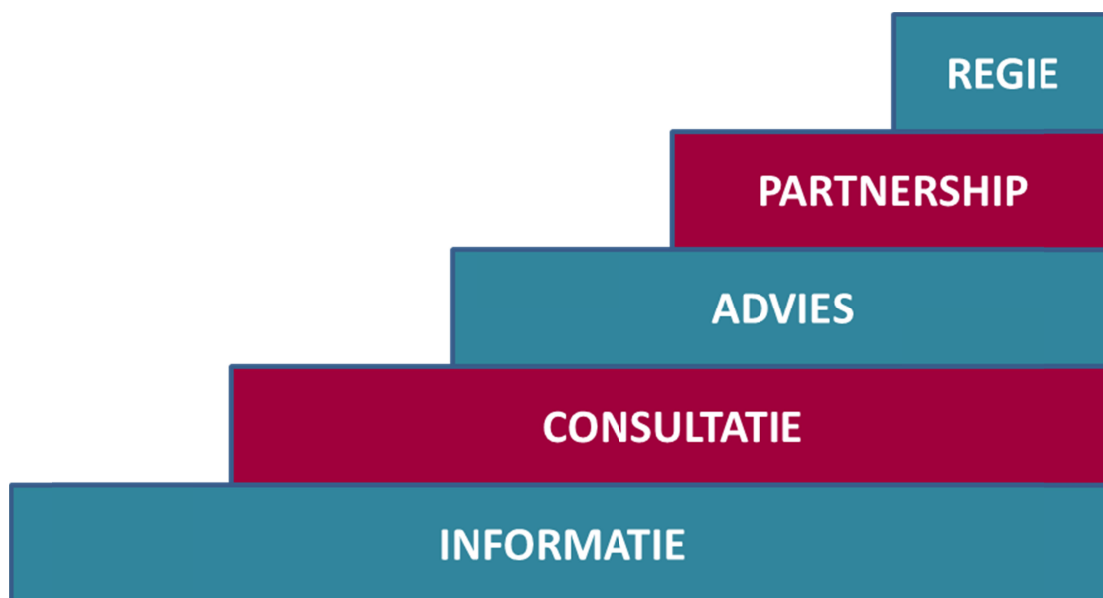 REGIE
PARTNERSHIP
ADVIES
CONSULTATIE
INFORMATIE